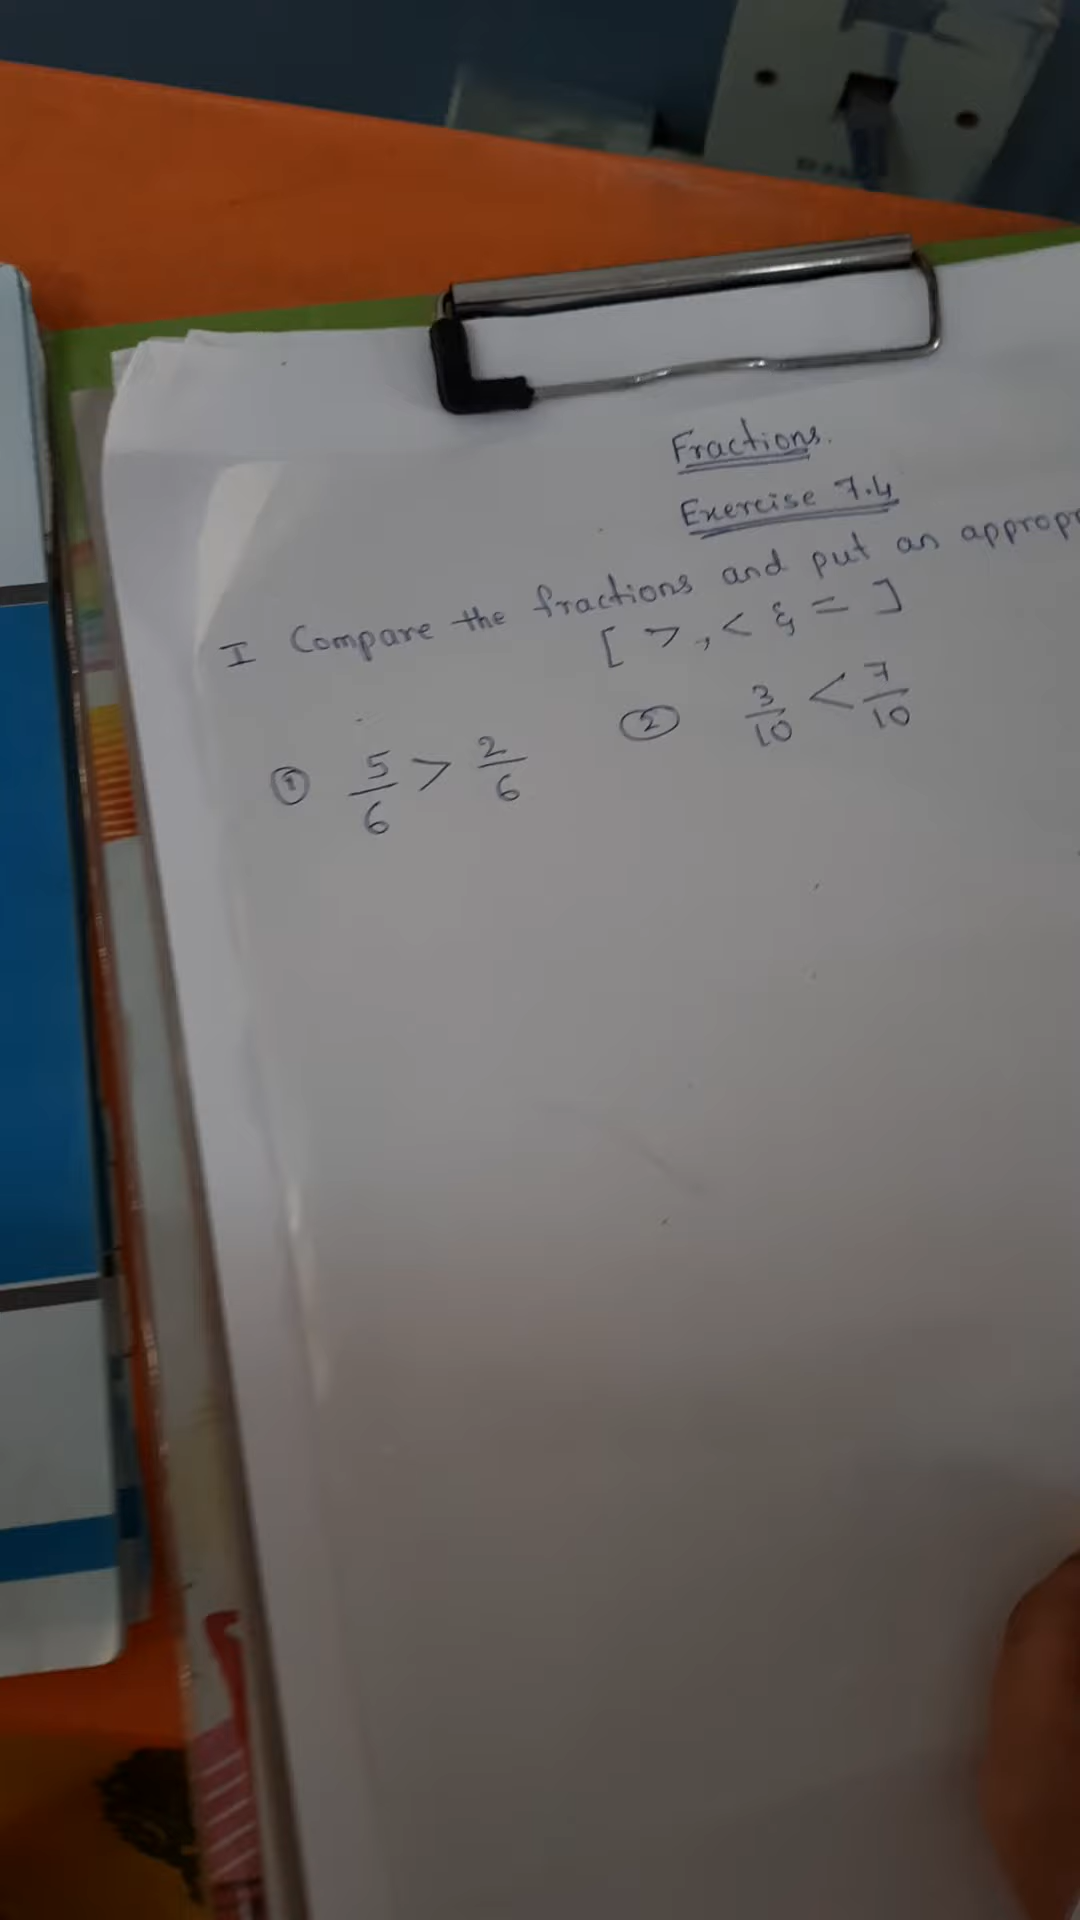 Fractions.
Exercise 7.4
I Compare the fractions and put an
[ >, < & = ]
① 5/6 > 2/6 ② 3/10 < 7/10